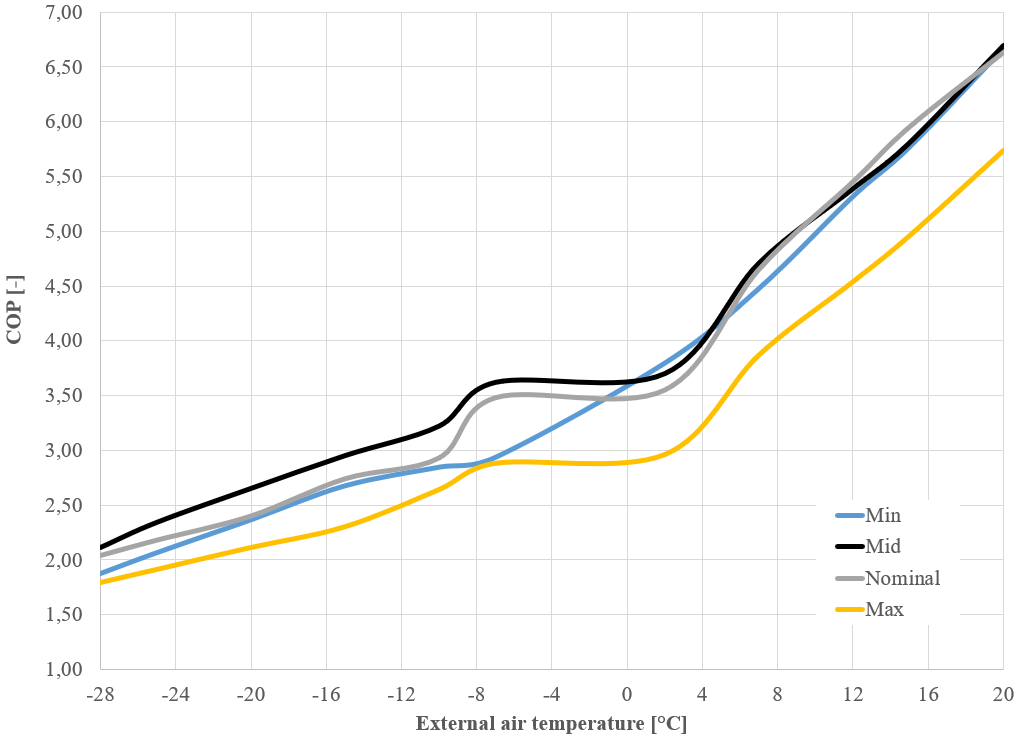 7,00
6,50
6,00
5,50
5,00
4,50
4,00
3,50
3,00
2,50
2,00
1,50
1,00
COP [-]
Min
Mid
Nominal
Max
-28 -24 -20 -16 -12 -8 -4 0 4 8 12 16 20
External air temperature [°C]